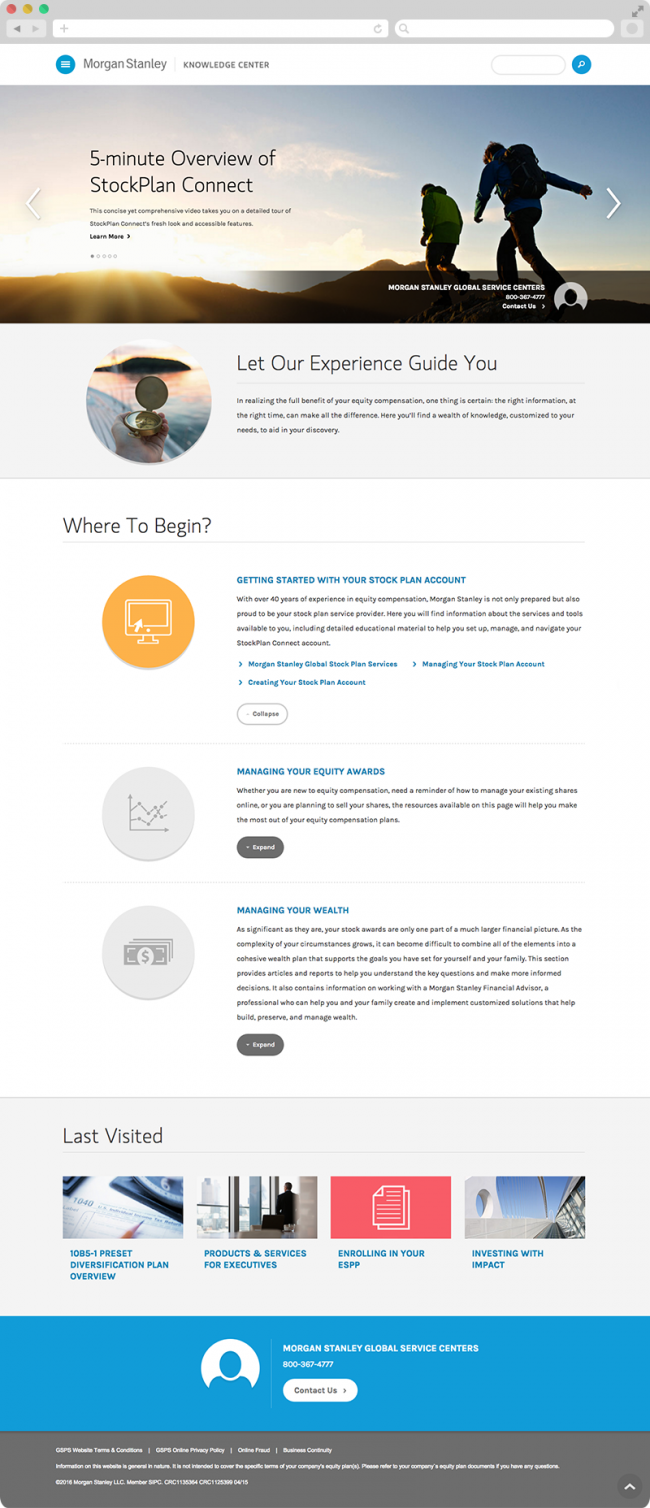 Morgan Stanley | KNOWLEDGE CENTER
5-minute Overview of
StockPlan Connect
This concise yet comprehensive video takes you on a detailed tour of
StockPlan Connect's fresh look and accessible features.
Learn More
MORGAN STANLEY GLOBAL SERVICE CENTERS
800-367-4777
Contact Us
Let Our Experience Guide You
In realizing the full benefit of your equity compensation, one thing is certain: the right information, at
the right time, can make all the difference. Here you'll find a wealth of knowledge, customized to your
needs, to aid in your discovery.
Where To Begin?
GETTING STARTED WITH YOUR STOCK PLAN ACCOUNT
With over 40 years of experience in equity compensation, Morgan Stanley is not only prepared but also
proud to be your stock plan service provider. Here you will find information about the services and tools
available to you, including detailed educational material to help you set up, manage, and navigate your
StockPlan Connect account.
Morgan Stanley Global Stock Plan Services
Managing Your Stock Plan Account
Creating Your Stock Plan Account
- Collapse
MANAGING YOUR EQUITY AWARDS
Whether you are new to equity compensation, need a reminder of how to manage your existing shares
online, or you are planning to sell your shares, the resources available on this page will help you make
the most out of your equity compensation plans.
Expand
MANAGING YOUR WEALTH
As significant as they are, your stock awards are only one part of a much larger financial picture. As the
complexity of your circumstances grows, it can become difficult to combine all of the elements into a
cohesive wealth plan that supports the goals you have set for yourself and your family. This section
provides articles and reports to help you understand the key questions and make more informed
decisions. It also contains information on working with a Morgan Stanley Financial Advisor, a
professional who can help you and your family create and implement customized solutions that help
build, preserve, and manage wealth.
Expand
Last Visited
1040
U.S. Individual Income Tax Return
10B5-1 PRESET
DIVERSIFICATION PLAN
OVERVIEW
PRODUCTS & SERVICES
FOR EXECUTIVES
ENROLLING IN YOUR
ESPP
INVESTING WITH
IMPACT
MORGAN STANLEY GLOBAL SERVICE CENTERS
800-367-4777
Contact Us
GSPS Website Terms & Conditions | GSPS Online Privacy Policy | Online Fraud | Business Continuity
Information on this website is general in nature. It is not intended to cover the specific terms of your company's equity plan(s). Please refer to your company's equity plan documents if you have any questions.
©2016 Morgan Stanley LLC. Member SIPC. CRC1135364 CRC1125399 04/15